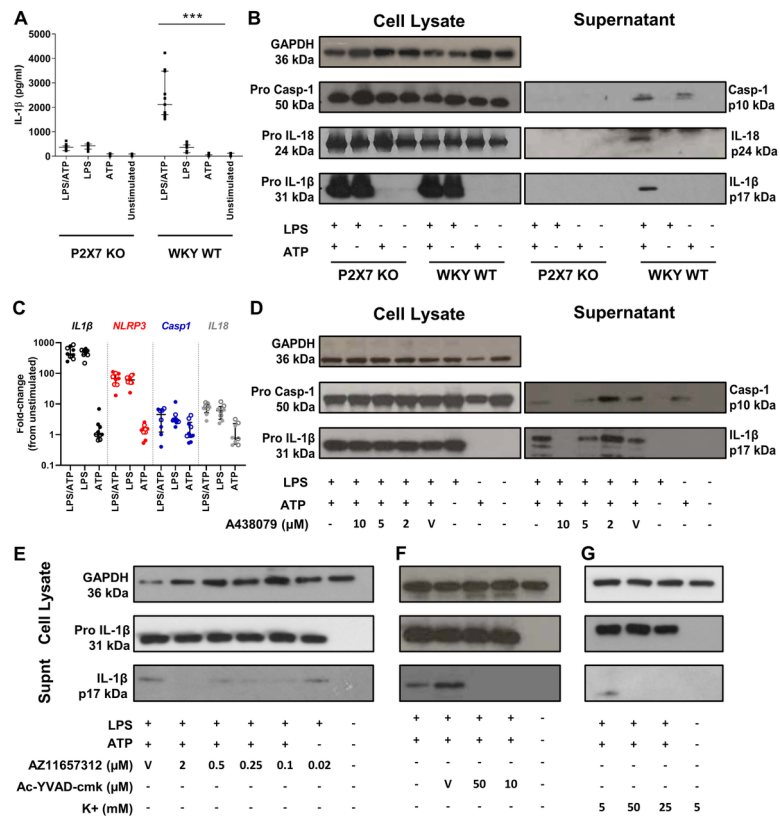 A
***
IL-1β (pg/ml)
5000
4000
3000
2000
1000
500
0
LPS/ATP
LPS
ATP
Unstimulated
LPS/ATP
LPS
ATP
Unstimulated
P2X7 KO
WKY WT
B
Cell Lysate
Supernatant
GAPDH
36 kDa
Pro Casp-1
50 kDa
Casp-1
p10 kDa
Pro IL-18
24 kDa
IL-18
p24 kDa
Pro IL-1β
31 kDa
IL-1β
p17 kDa
LPS + + - - + + - - + + - - + + - -
ATP + - + - + - + - + - + - + - + -
P2X7 KO WKY WT P2X7 KO WKY WT
C
IL1β NLRP3 Casp1 IL18
Fold-change
(from unstimulated)
1000
100
10
1
0.1
LPS/ATP
LPS
ATP
LPS/ATP
LPS
ATP
LPS/ATP
LPS
ATP
LPS/ATP
LPS
ATP
D
Cell Lysate
Supernatant
GAPDH
36 kDa
Pro Casp-1
50 kDa
Casp-1
p10 kDa
Pro IL-1β
31 kDa
IL-1β
p17 kDa
LPS + + + + + + - - + + + + + + - -
ATP + + + + + - + - + + + + + - + -
A438079 (µM) - 10 5 2 V - - - - 10 5 2 V - - -
E
F
G
Cell Lysate
GAPDH
36 kDa
Pro IL-1β
31 kDa
Supnt
IL-1β
p17 kDa
LPS + + + + + + - + + + + - + + + -
ATP + + + + + - - + + + + - + + + -
AZ11657312 (µM) V 2 0.5 0.25 0.1 0.02 - - - - - - - - - -
Ac-YVAD-cmk (µM) - - - - - - - - V 50 10 - - - - -
K+ (mM) - - - - - - - - - - - - 5 50 25 5